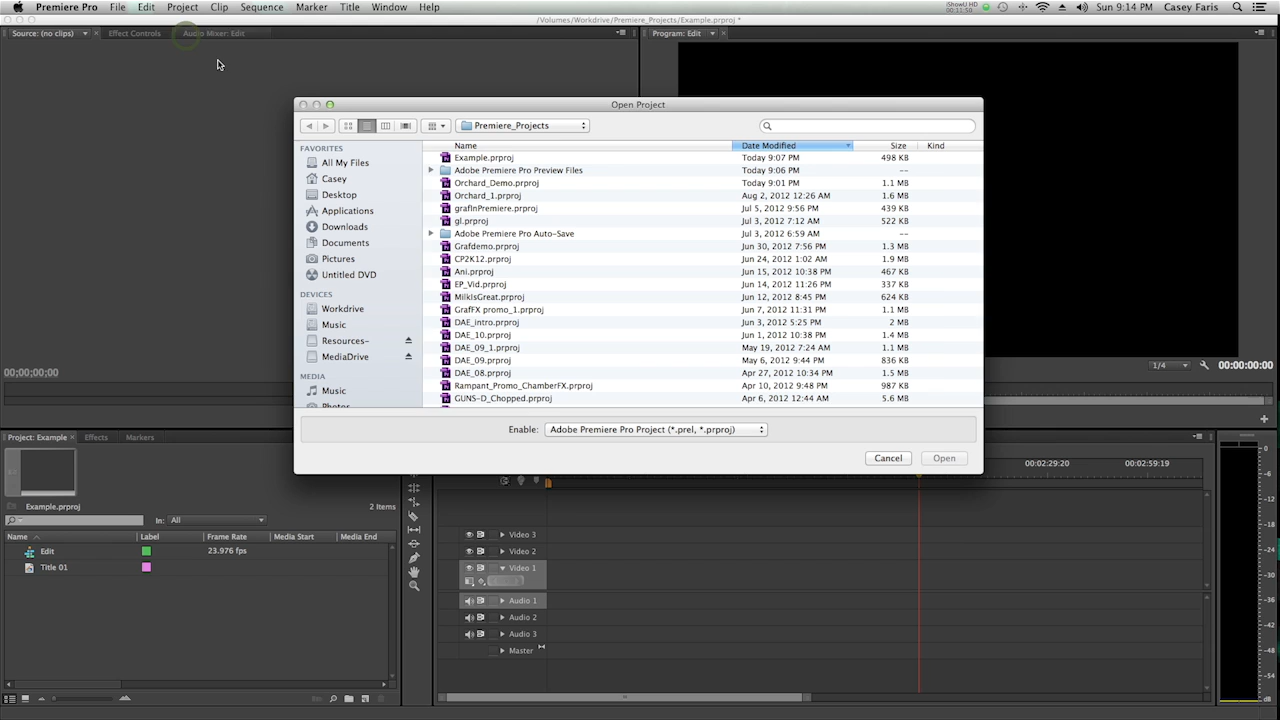 Premiere Pro File Edit Project Clip Sequence Marker Title Window Help iShowU HD 00:11:50 Sun 9:14 PM Casey Faris
/Volumes/Workdrive/Premiere_Projects/Example.prproj *
Source: (no clips) Effect Controls Audio Mixer: Edit Program: Edit
Open Project
Premiere_Projects
FAVORITES
All My Files
Casey
Desktop
Applications
Downloads
Documents
Pictures
Untitled DVD
DEVICES
Workdrive
Music
Resources-
MediaDrive
MEDIA
Music
Photos
Name Date Modified Size Kind
Example.prproj Today 9:07 PM 498 KB
Adobe Premiere Pro Preview Files Today 9:06 PM --
Orchard_Demo.prproj Today 9:01 PM 1.1 MB
Orchard_1.prproj Aug 2, 2012 12:26 AM 1.6 MB
grafInPremiere.prproj Jul 5, 2012 9:56 PM 439 KB
gl.prproj Jul 3, 2012 7:12 AM 522 KB
Adobe Premiere Pro Auto-Save Jul 3, 2012 6:59 AM --
Grafdemo.prproj Jun 30, 2012 7:56 PM 1.3 MB
CP2K12.prproj Jun 24, 2012 1:02 AM 1.9 MB
Ani.prproj Jun 15, 2012 10:38 PM 467 KB
EP_Vid.prproj Jun 14, 2012 11:26 PM 337 KB
MilkIsGreat.prproj Jun 12, 2012 8:45 PM 624 KB
GrafFX promo_1.prproj Jun 7, 2012 11:31 PM 1.1 MB
DAE_intro.prproj Jun 3, 2012 5:25 PM 2 MB
DAE_10.prproj Jun 1, 2012 10:38 PM 1.4 MB
DAE_09_1.prproj May 19, 2012 7:24 AM 1.1 MB
DAE_09.prproj May 6, 2012 9:44 PM 836 KB
DAE_08.prproj Apr 27, 2012 10:34 PM 1.5 MB
Rampant_Promo_ChamberFX.prproj Apr 10, 2012 9:48 PM 987 KB
GUNS-D_Chopped.prproj Apr 6, 2012 12:44 AM 5.6 MB
Enable: Adobe Premiere Pro Project (*.prel, *.prproj)
Cancel Open
00;00;00;00 1/4 00:00:00:00
Project: Example Effects Markers
Example.prproj 2 Items
In: All
Name Label Frame Rate Media Start Media End
Edit 23.976 fps
Title 01
00:02:29:20 00:02:59:19
Video 3
Video 2
Video 1
Audio 1
Audio 2
Audio 3
Master
0
-6
-12
-18
-24
-30
-36
-42
-48
-54
dB